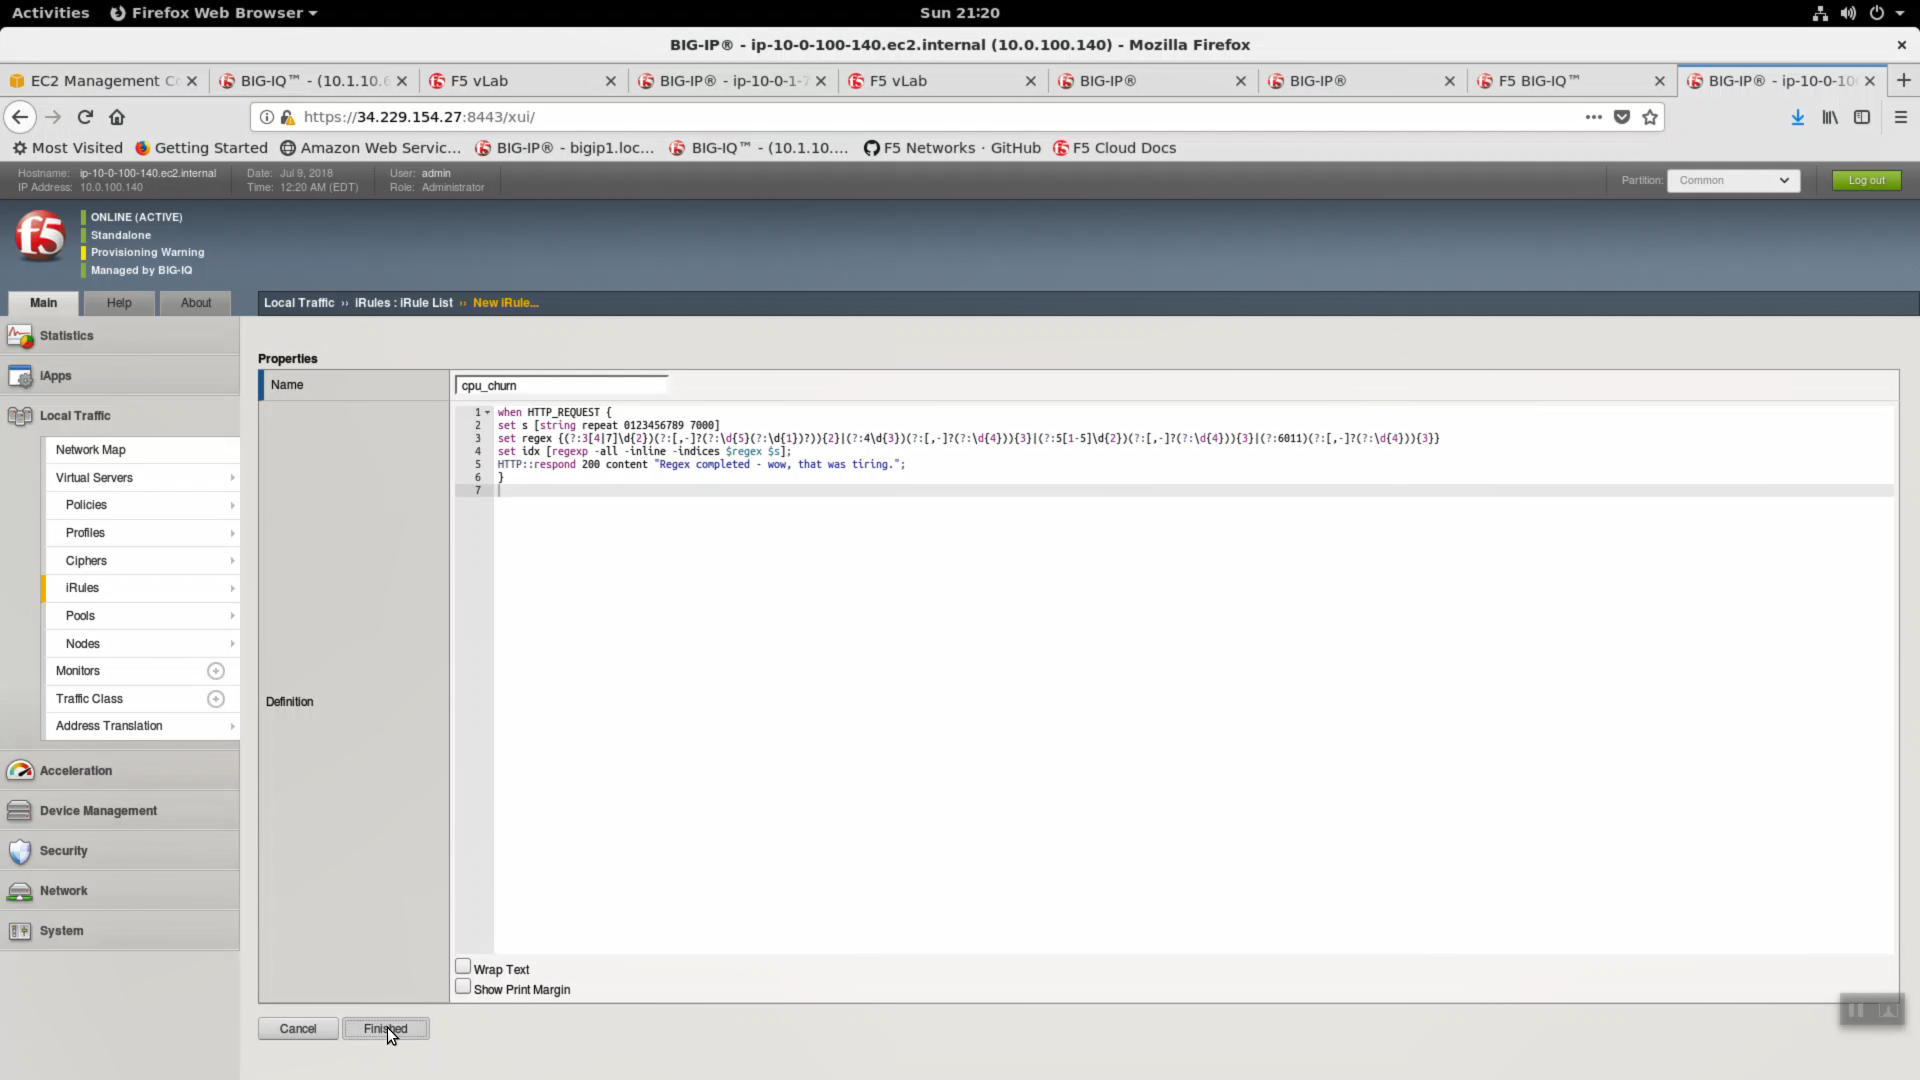 Activities Firefox Web Browser Sun 21:20
BIG-IP® - ip-10-0-100-140.ec2.internal (10.0.100.140) - Mozilla Firefox
EC2 Management C BIG-IQ™ - (10.1.10.6 F5 vLab BIG-IP® - ip-10-0-1-7 F5 vLab BIG-IP® BIG-IP® F5 BIG-IQ™ BIG-IP® - ip-10-0-10
https://34.229.154.27:8443/xui/
Most Visited Getting Started Amazon Web Servic... BIG-IP® - bigip1.loc... BIG-IQ™ - (10.1.10.... F5 Networks · GitHub F5 Cloud Docs
Hostname: ip-10-0-100-140.ec2.internal Date: Jul 9, 2018 User: admin
IP Address: 10.0.100.140 Time: 12:20 AM (EDT) Role: Administrator
Partition: Common Log out
f5
ONLINE (ACTIVE)
Standalone
Provisioning Warning
Managed by BIG-IQ
Main Help About
Local Traffic ›› iRules : iRule List ›› New iRule...
Statistics
iApps
Local Traffic
Network Map
Virtual Servers
Policies
Profiles
Ciphers
iRules
Pools
Nodes
Monitors
Traffic Class
Address Translation
Acceleration
Device Management
Security
Network
System
Properties
Name cpu_churn
Definition
1 when HTTP_REQUEST {
2 set s [string repeat 0123456789 7000]
3 set regex {(?:3[4|7]\d{2})(?:[,-]?(?:\d{5}(?:\d{1})?)){2}|(?:4\d{3})(?:[,-]?(?:\d{4})){3}|(?:5[1-5]\d{2})(?:[,-]?(?:\d{4})){3}|(?:6011)(?:[,-]?(?:\d{4})){3}}
4 set idx [regexp -all -inline -indices $regex $s];
5 HTTP::respond 200 content "Regex completed - wow, that was tiring.";
6 }
7
Wrap Text
Show Print Margin
Cancel Finished